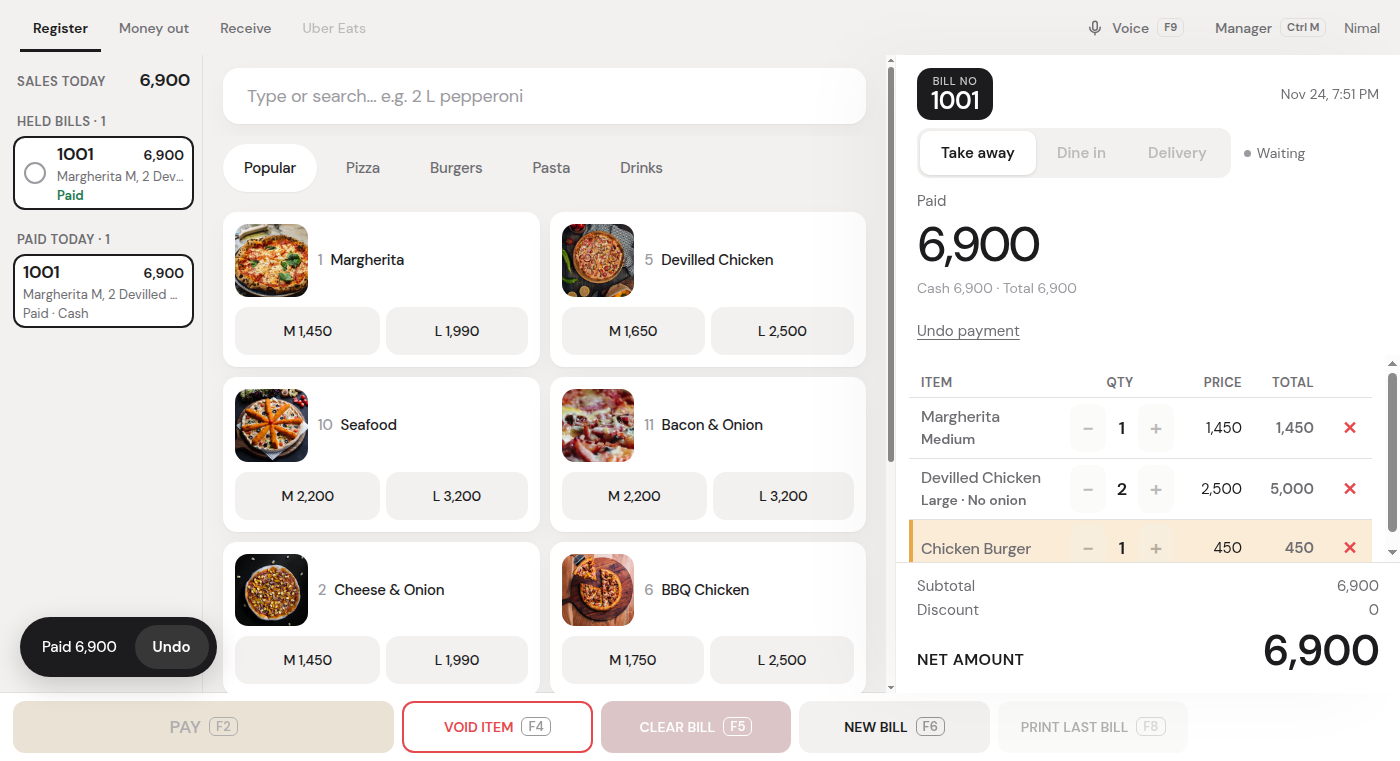 Register Money out Receive Uber Eats Voice F9 Manager Ctrl M Nimal
SALES TODAY 6,900
HELD BILLS · 1
1001 6,900
Margherita M, 2 Dev...
Paid
PAID TODAY · 1
1001 6,900
Margherita M, 2 Devilled ...
Paid · Cash
Paid 6,900 Undo
Type or search... e.g. 2 L pepperoni
Popular Pizza Burgers Pasta Drinks
1 Margherita
M 1,450 L 1,990
5 Devilled Chicken
M 1,650 L 2,500
10 Seafood
M 2,200 L 3,200
11 Bacon & Onion
M 2,200 L 3,200
2 Cheese & Onion
M 1,450 L 1,990
6 BBQ Chicken
M 1,750 L 2,500
BILL NO
1001
Nov 24, 7:51 PM
Take away Dine in Delivery Waiting
Paid
6,900
Cash 6,900 · Total 6,900
Undo payment
ITEM QTY PRICE TOTAL
Margherita
Medium
− 1 + 1,450 1,450 ✕
Devilled Chicken
Large · No onion
− 2 + 2,500 5,000 ✕
Chicken Burger − 1 + 450 450 ✕
Subtotal 6,900
Discount 0
NET AMOUNT 6,900
PAY F2 VOID ITEM F4 CLEAR BILL F5 NEW BILL F6 PRINT LAST BILL F8